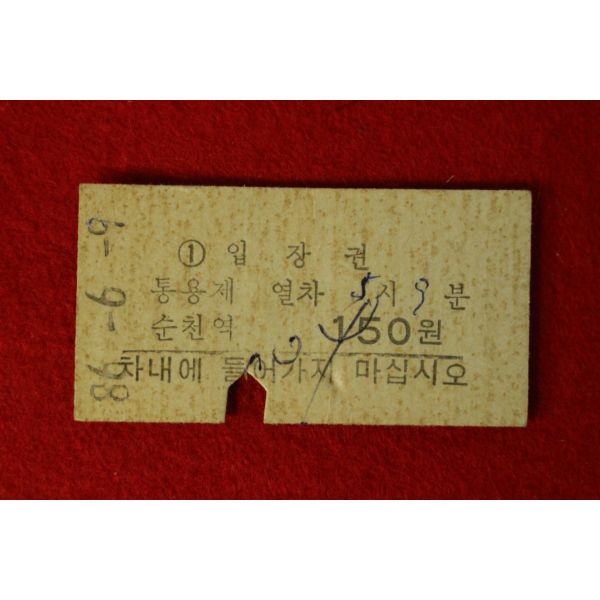 ① 입 장 권
통용제 열차 5시 9분
순천역 150원
차내에 들어가지 마십시오